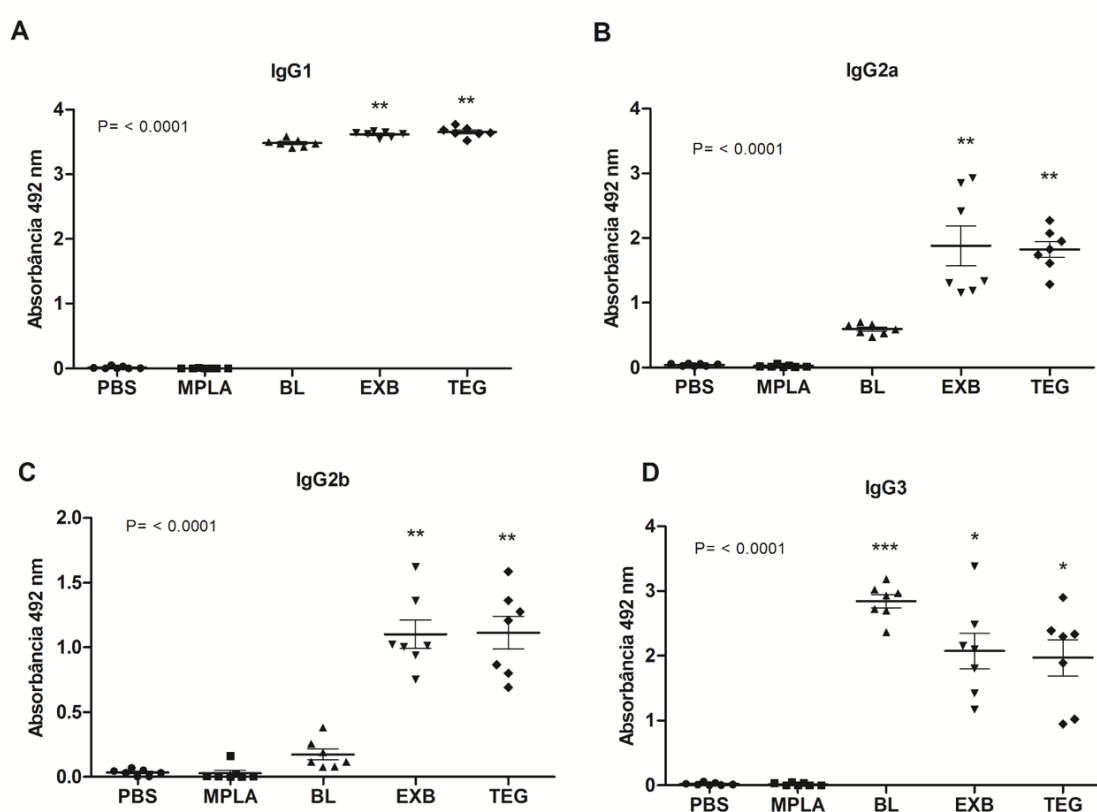 A
IgG1
P= < 0.0001
** **
Absorbância 492 nm
4
3
2
1
0
PBS MPLA BL EXB TEG
B
IgG2a
P= < 0.0001
** **
Absorbância 492 nm
4
3
2
1
0
PBS MPLA BL EXB TEG
C
IgG2b
P= < 0.0001
** **
Absorbância 492 nm
2.0
1.5
1.0
0.5
0.0
PBS MPLA BL EXB TEG
D
IgG3
P= < 0.0001
*** * *
Absorbância 492 nm
4
3
2
1
0
PBS MPLA BL EXB TEG